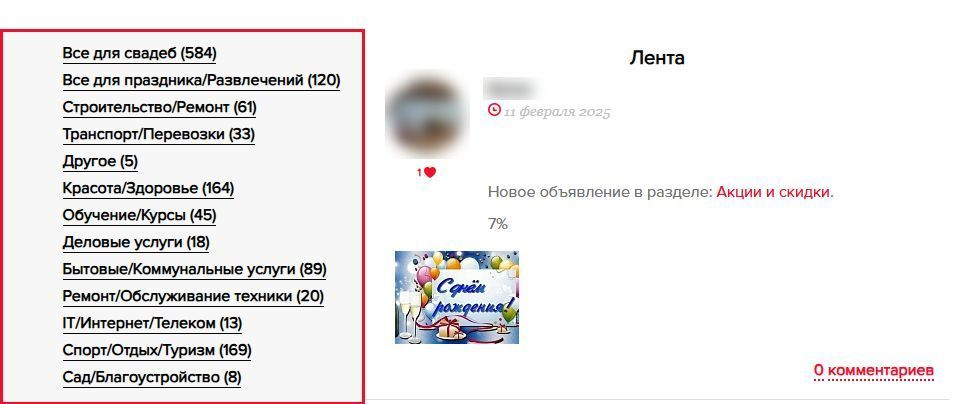 Все для свадеб (584)
Все для праздника/Развлечений (120)
Строительство/Ремонт (61)
Транспорт/Перевозки (33)
Другое (5)
Красота/Здоровье (164)
Обучение/Курсы (45)
Деловые услуги (18)
Бытовые/Коммунальные услуги (89)
Ремонт/Обслуживание техники (20)
IT/Интернет/Телеком (13)
Спорт/Отдых/Туризм (169)
Сад/Благоустройство (8)
Лента
11 февраля 2025
1
Новое объявление в разделе: Акции и скидки.
7%
С днём
рождения!
0 комментариев